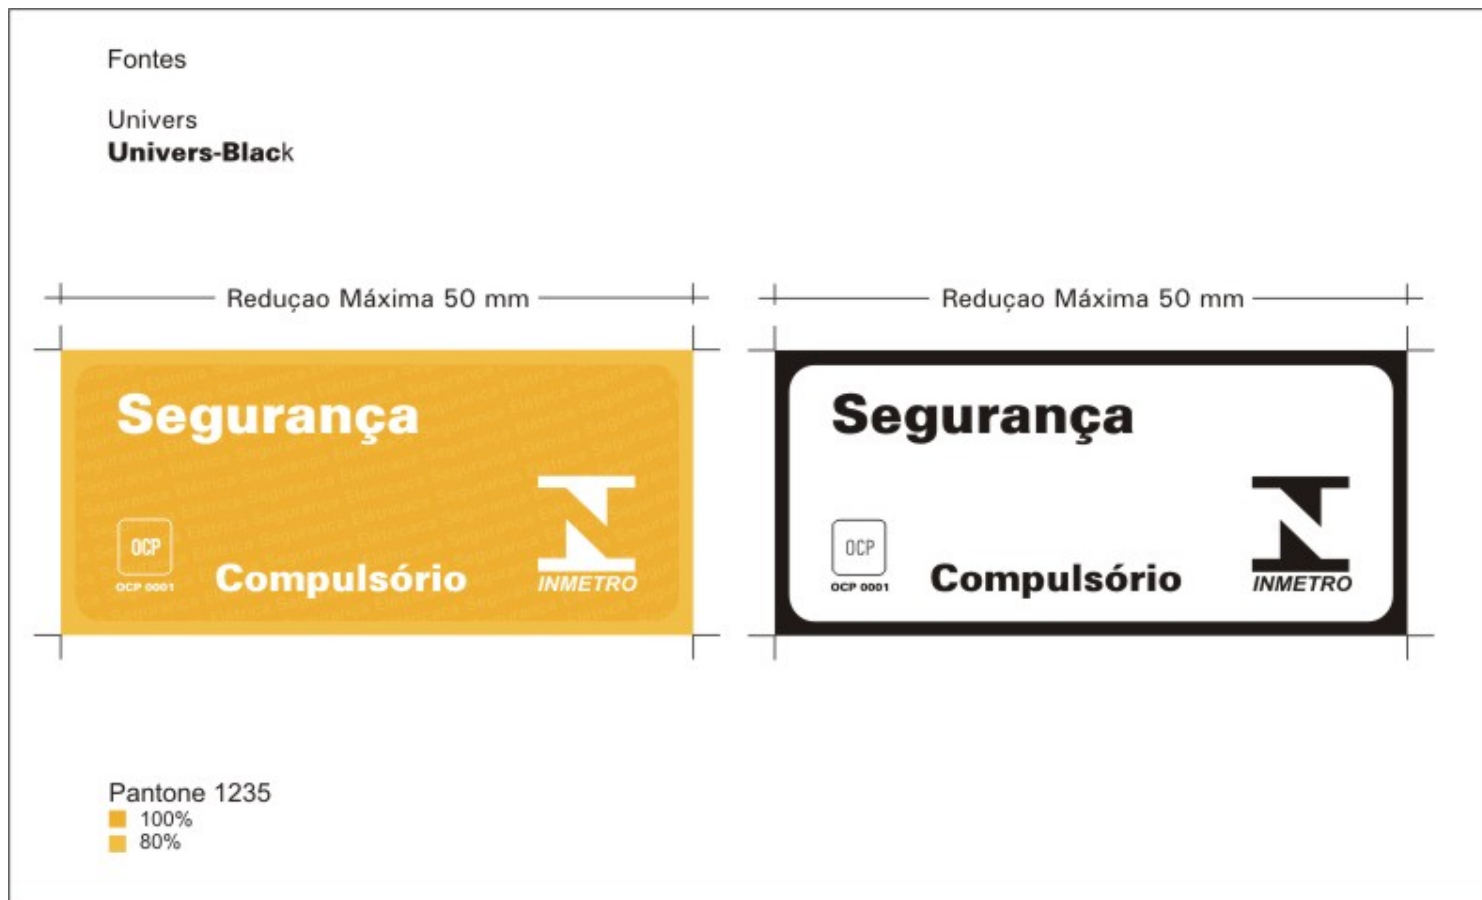 Fontes
Univers
Univers-Black
Reduçao Máxima 50 mm
Reduçao Máxima 50 mm
Segurança
OCP
OCP 0001
Compulsório
INMETRO
Segurança
OCP
OCP 0001
Compulsório
INMETRO
Pantone 1235
100%
80%